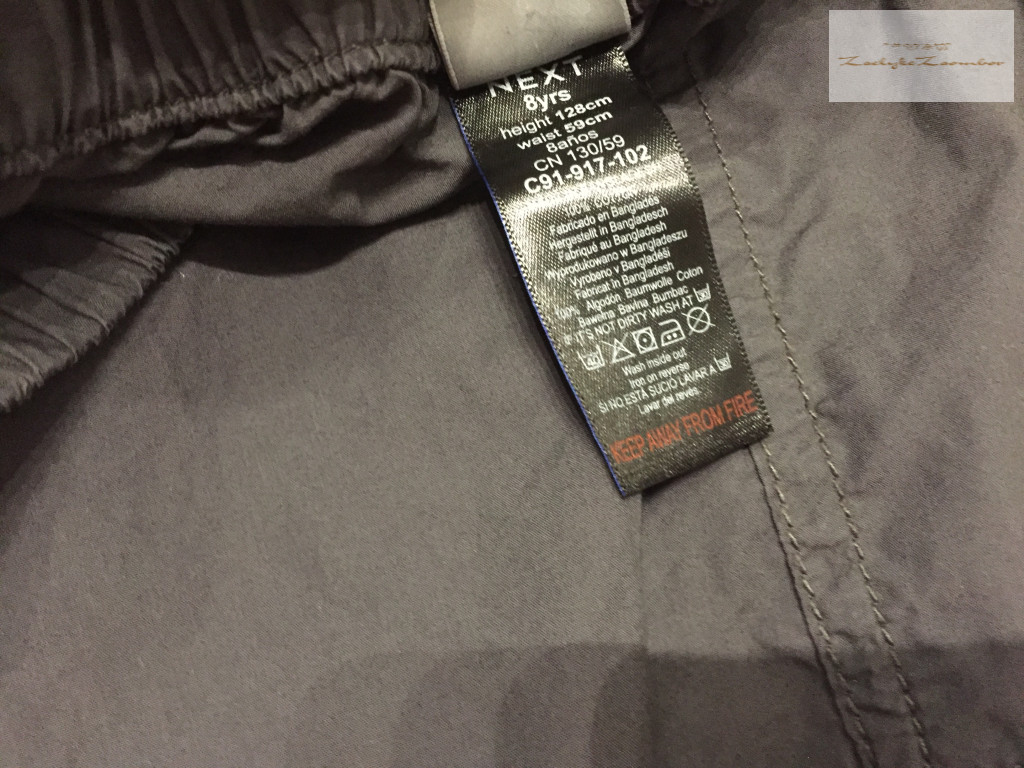 NEXT
8yrs
height 128cm
waist 59cm
8años
CN 130/59
C91-917-102
100%
Fabricado en Bangladés
Hergestellt in Bangladesch
Fabriqué au Bangladesh
Wyprodukowano w Bangladeszu
Vyrobeno v Bangladéši
Fabricat în Bangladesh
100% Algodón Baumwolle Coton
Bawełna Bavlna Bumbac
IF IT'S NOT DIRTY WASH AT
Wash inside out
Iron on reverse
SI NO ESTÁ SUCIO LAVAR A
Lavar del revés
KEEP AWAY FROM FIRE